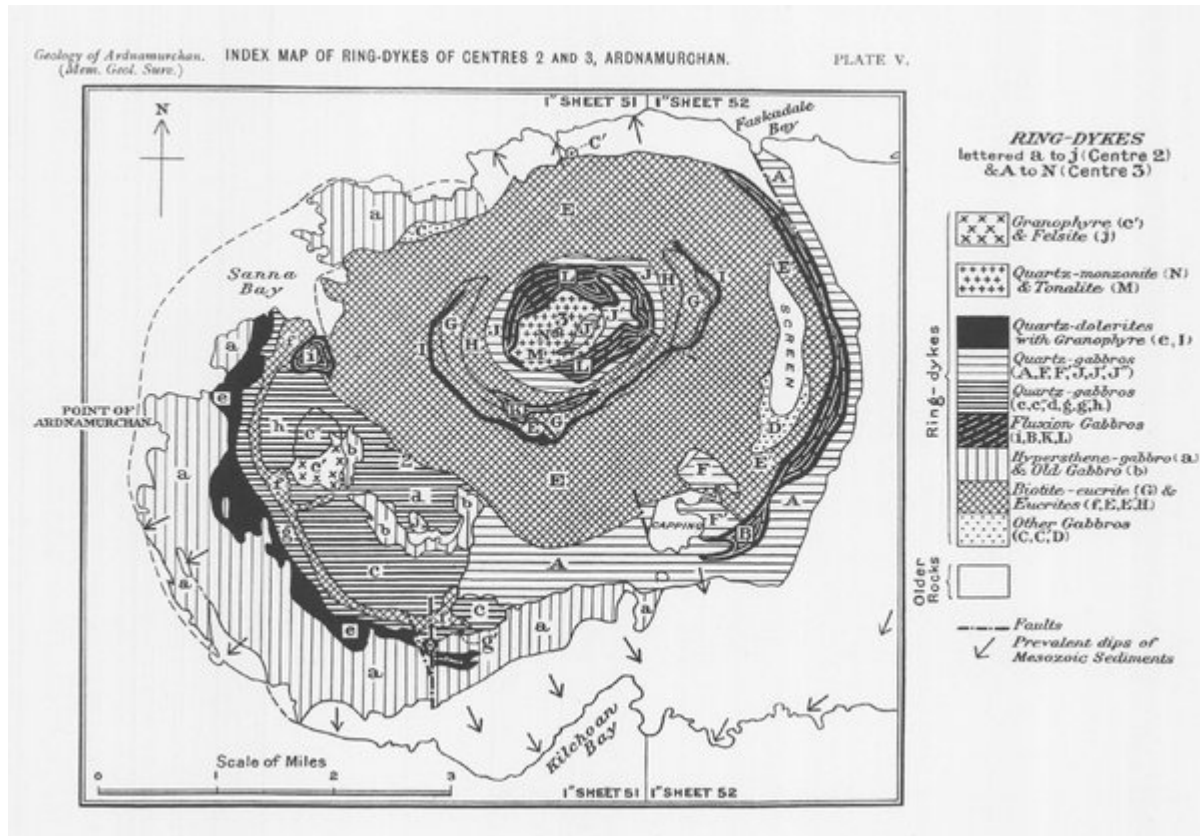 Geology of Ardnamurchan.
(Mem. Geol. Surv.)
INDEX MAP OF RING-DYKES OF CENTRES 2 AND 3, ARDNAMURCHAN.
PLATE V.
1" SHEET 51
1" SHEET 52
N
Faskadale
Bay
C'
A
E
a
c
Sanna
Bay
L
J
H
I
G
E
SCREEN
3
N
J'
M
G
H
I
J
L
a
f
i
e
POINT OF
ARDNAMURCHAN
h
c'
b
2
K
E
G
D
E
a
f
d
b
E
F
F'
A
g
b
CAPPING
B
c
A
a
e
c
g
a
a
a
Kilchoan
Bay
Scale of Miles
0 1 2 3
1" SHEET 51
1" SHEET 52
RING-DYKES
lettered a to j (Centre 2)
& A to N (Centre 3)
Granophyre (c')
& Felsite (j)
Quartz-monzonite (N)
& Tonalite (M)
Quartz-dolerites
with Granophyre (e, I)
Quartz-gabbros
(A, F, F', J, J', J")
Quartz-gabbros
(c, c', d, g, g', h)
Fluxion Gabbros
(i, B, K, L)
Hypersthene-gabbro (a)
& Old Gabbro (b)
Biotite-eucrite (G) &
Eucrites (f, E, E', H)
Other Gabbros
(C, C', D)
Ring-dykes
Older
Rocks
Faults
Prevalent dips of
Mesozoic Sediments